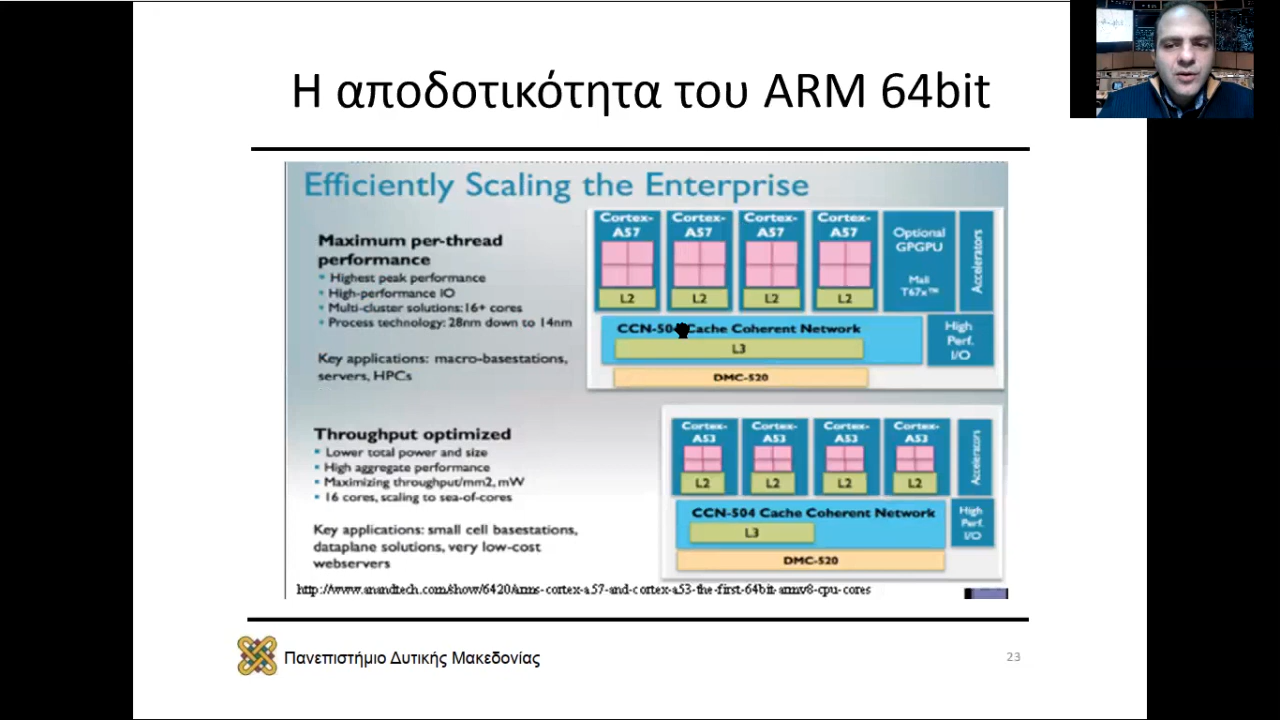 Η αποδοτικότητα του ARM 64bit
Efficiently Scaling the Enterprise
Maximum per-thread
performance
Highest peak performance
High-performance IO
Multi-cluster solutions: 16+ cores
Process technology: 28nm down to 14nm
Key applications: macro-basestations,
servers, HPCs
Cortex-
A57
L2
Cortex-
A57
L2
Cortex-
A57
L2
Cortex-
A57
L2
Optional
GPGPU
Mali
T67x™
Accelerators
CCN-504 Cache Coherent Network
L3
High
Perf.
I/O
DMC-520
Throughput optimized
Lower total power and size
High aggregate performance
Maximizing throughput/mm2, mW
16 cores, scaling to sea-of-cores
Key applications: small cell basestations,
dataplane solutions, very low-cost
webservers
Cortex-
A53
L2
Cortex-
A53
L2
Cortex-
A53
L2
Cortex-
A53
L2
Accelerators
CCN-504 Cache Coherent Network
L3
High
Perf.
I/O
DMC-520
http://www.anandtech.com/show/6420/arms-cortex-a57-and-cortex-a53-the-first-64bit-armv8-cpu-cores
Πανεπιστήμιο Δυτικής Μακεδονίας
23